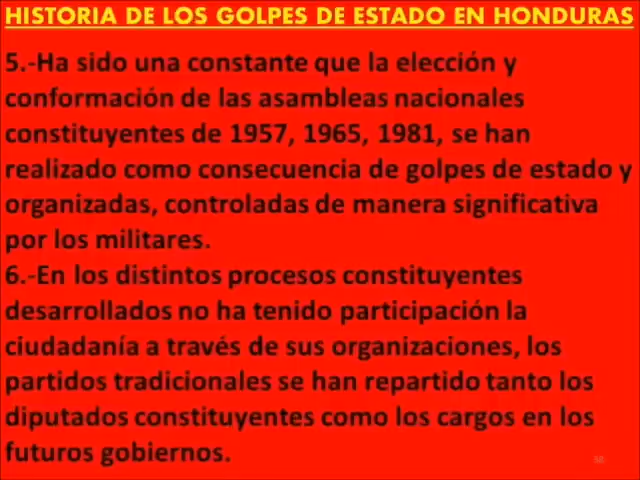 HISTORIA DE LOS GOLPES DE ESTADO EN HONDURAS
5.-Ha sido una constante que la elección y
conformación de las asambleas nacionales
constituyentes de 1957, 1965, 1981, se han
realizado como consecuencia de golpes de estado y
organizadas, controladas de manera significativa
por los militares.
6.-En los distintos procesos constituyentes
desarrollados no ha tenido participación la
ciudadanía a través de sus organizaciones, los
partidos tradicionales se han repartido tanto los
diputados constituyentes como los cargos en los
futuros gobiernos.